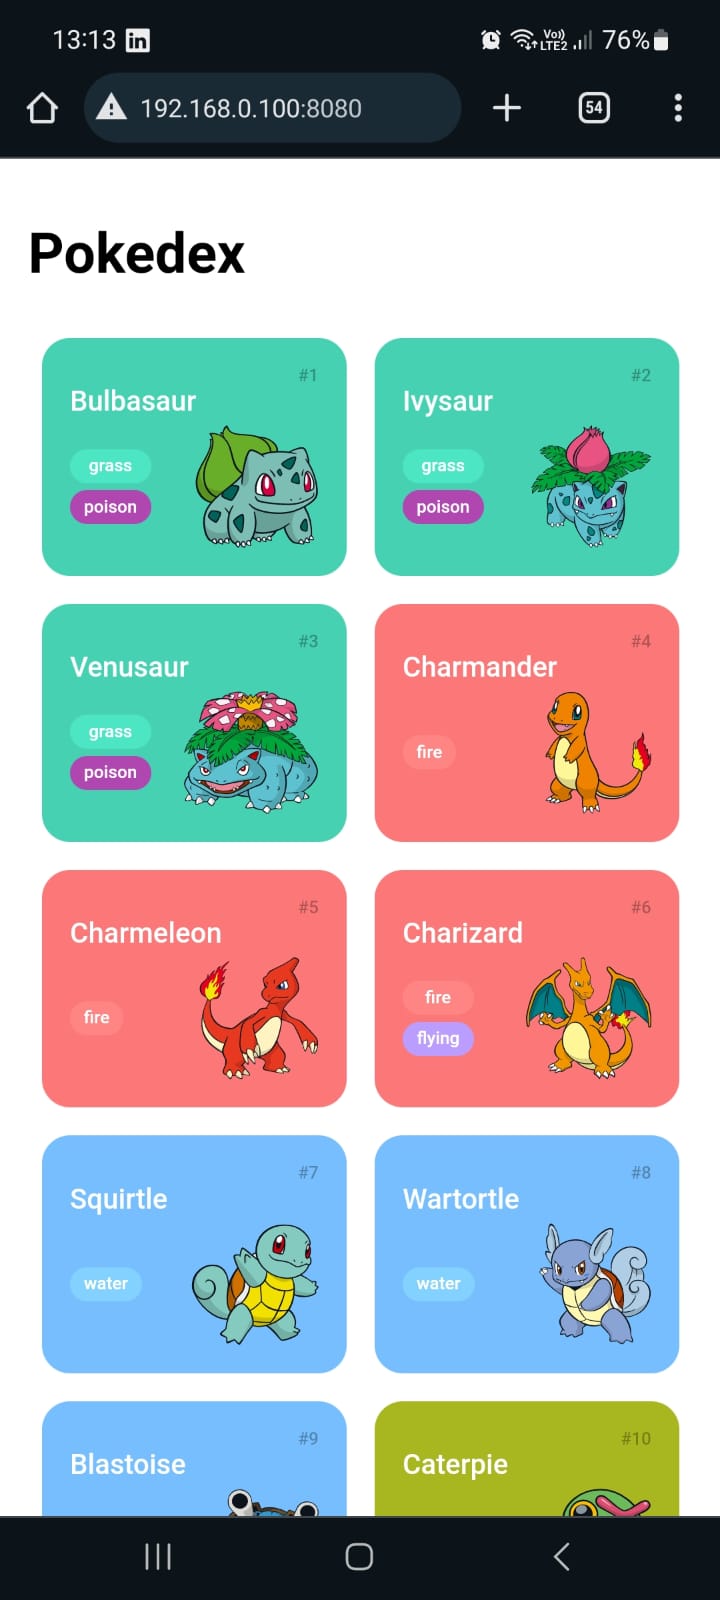 13:13 in Vo)) LTE2 76%
192.168.0.100:8080 54
Pokedex
#1 #2
Bulbasaur Ivysaur
grass grass
poison poison
#3 #4
Venusaur Charmander
grass
fire
poison
#5 #6
Charmeleon Charizard
fire
fire
flying
#7 #8
Squirtle Wartortle
water water
#9 #10
Blastoise Caterpie